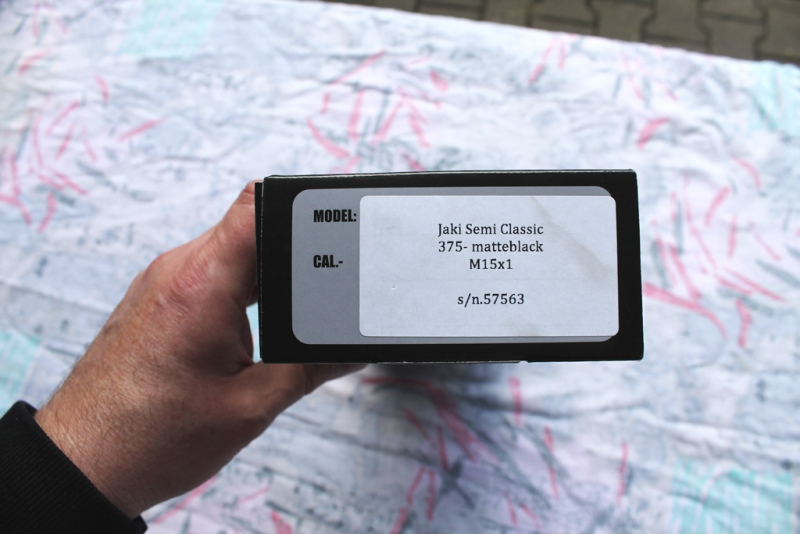 MODEL:
CAL.-
Jaki Semi Classic
375- matteblack
M15x1
s/n.57563